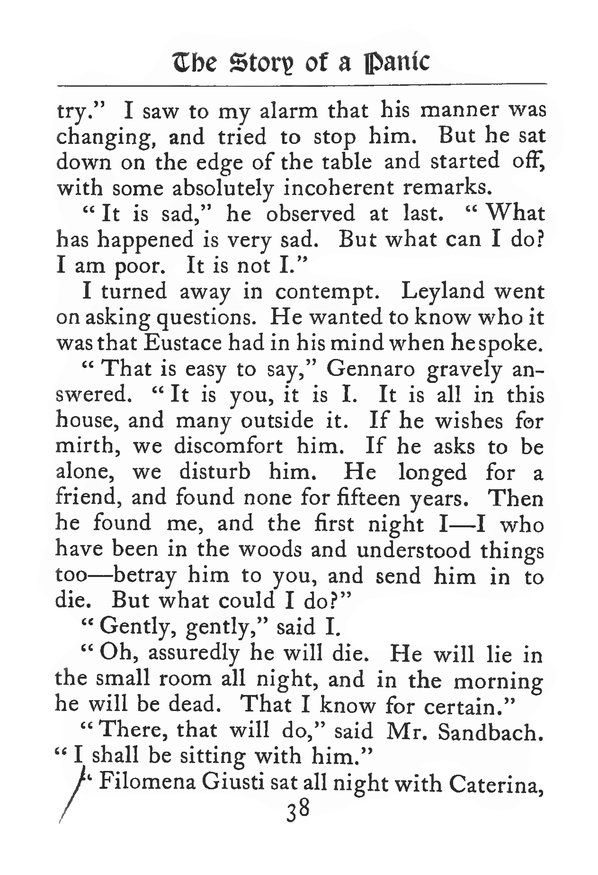 The Story of a Panic
try.” I saw to my alarm that his manner was
changing, and tried to stop him. But he sat
down on the edge of the table and started off,
with some absolutely incoherent remarks.
“ It is sad,” he observed at last. “ What
has happened is very sad. But what can I do?
I am poor. It is not I.”
I turned away in contempt. Leyland went
on asking questions. He wanted to know who it
was that Eustace had in his mind when he spoke.
“ That is easy to say,” Gennaro gravely an-
swered. “ It is you, it is I. It is all in this
house, and many outside it. If he wishes for
mirth, we discomfort him. If he asks to be
alone, we disturb him. He longed for a
friend, and found none for fifteen years. Then
he found me, and the first night I—I who
have been in the woods and understood things
too—betray him to you, and send him in to
die. But what could I do?”
“ Gently, gently,” said I.
“ Oh, assuredly he will die. He will lie in
the small room all night, and in the morning
he will be dead. That I know for certain.”
“ There, that will do,” said Mr. Sandbach.
“ I shall be sitting with him.”
“ Filomena Giusti sat all night with Caterina,
38